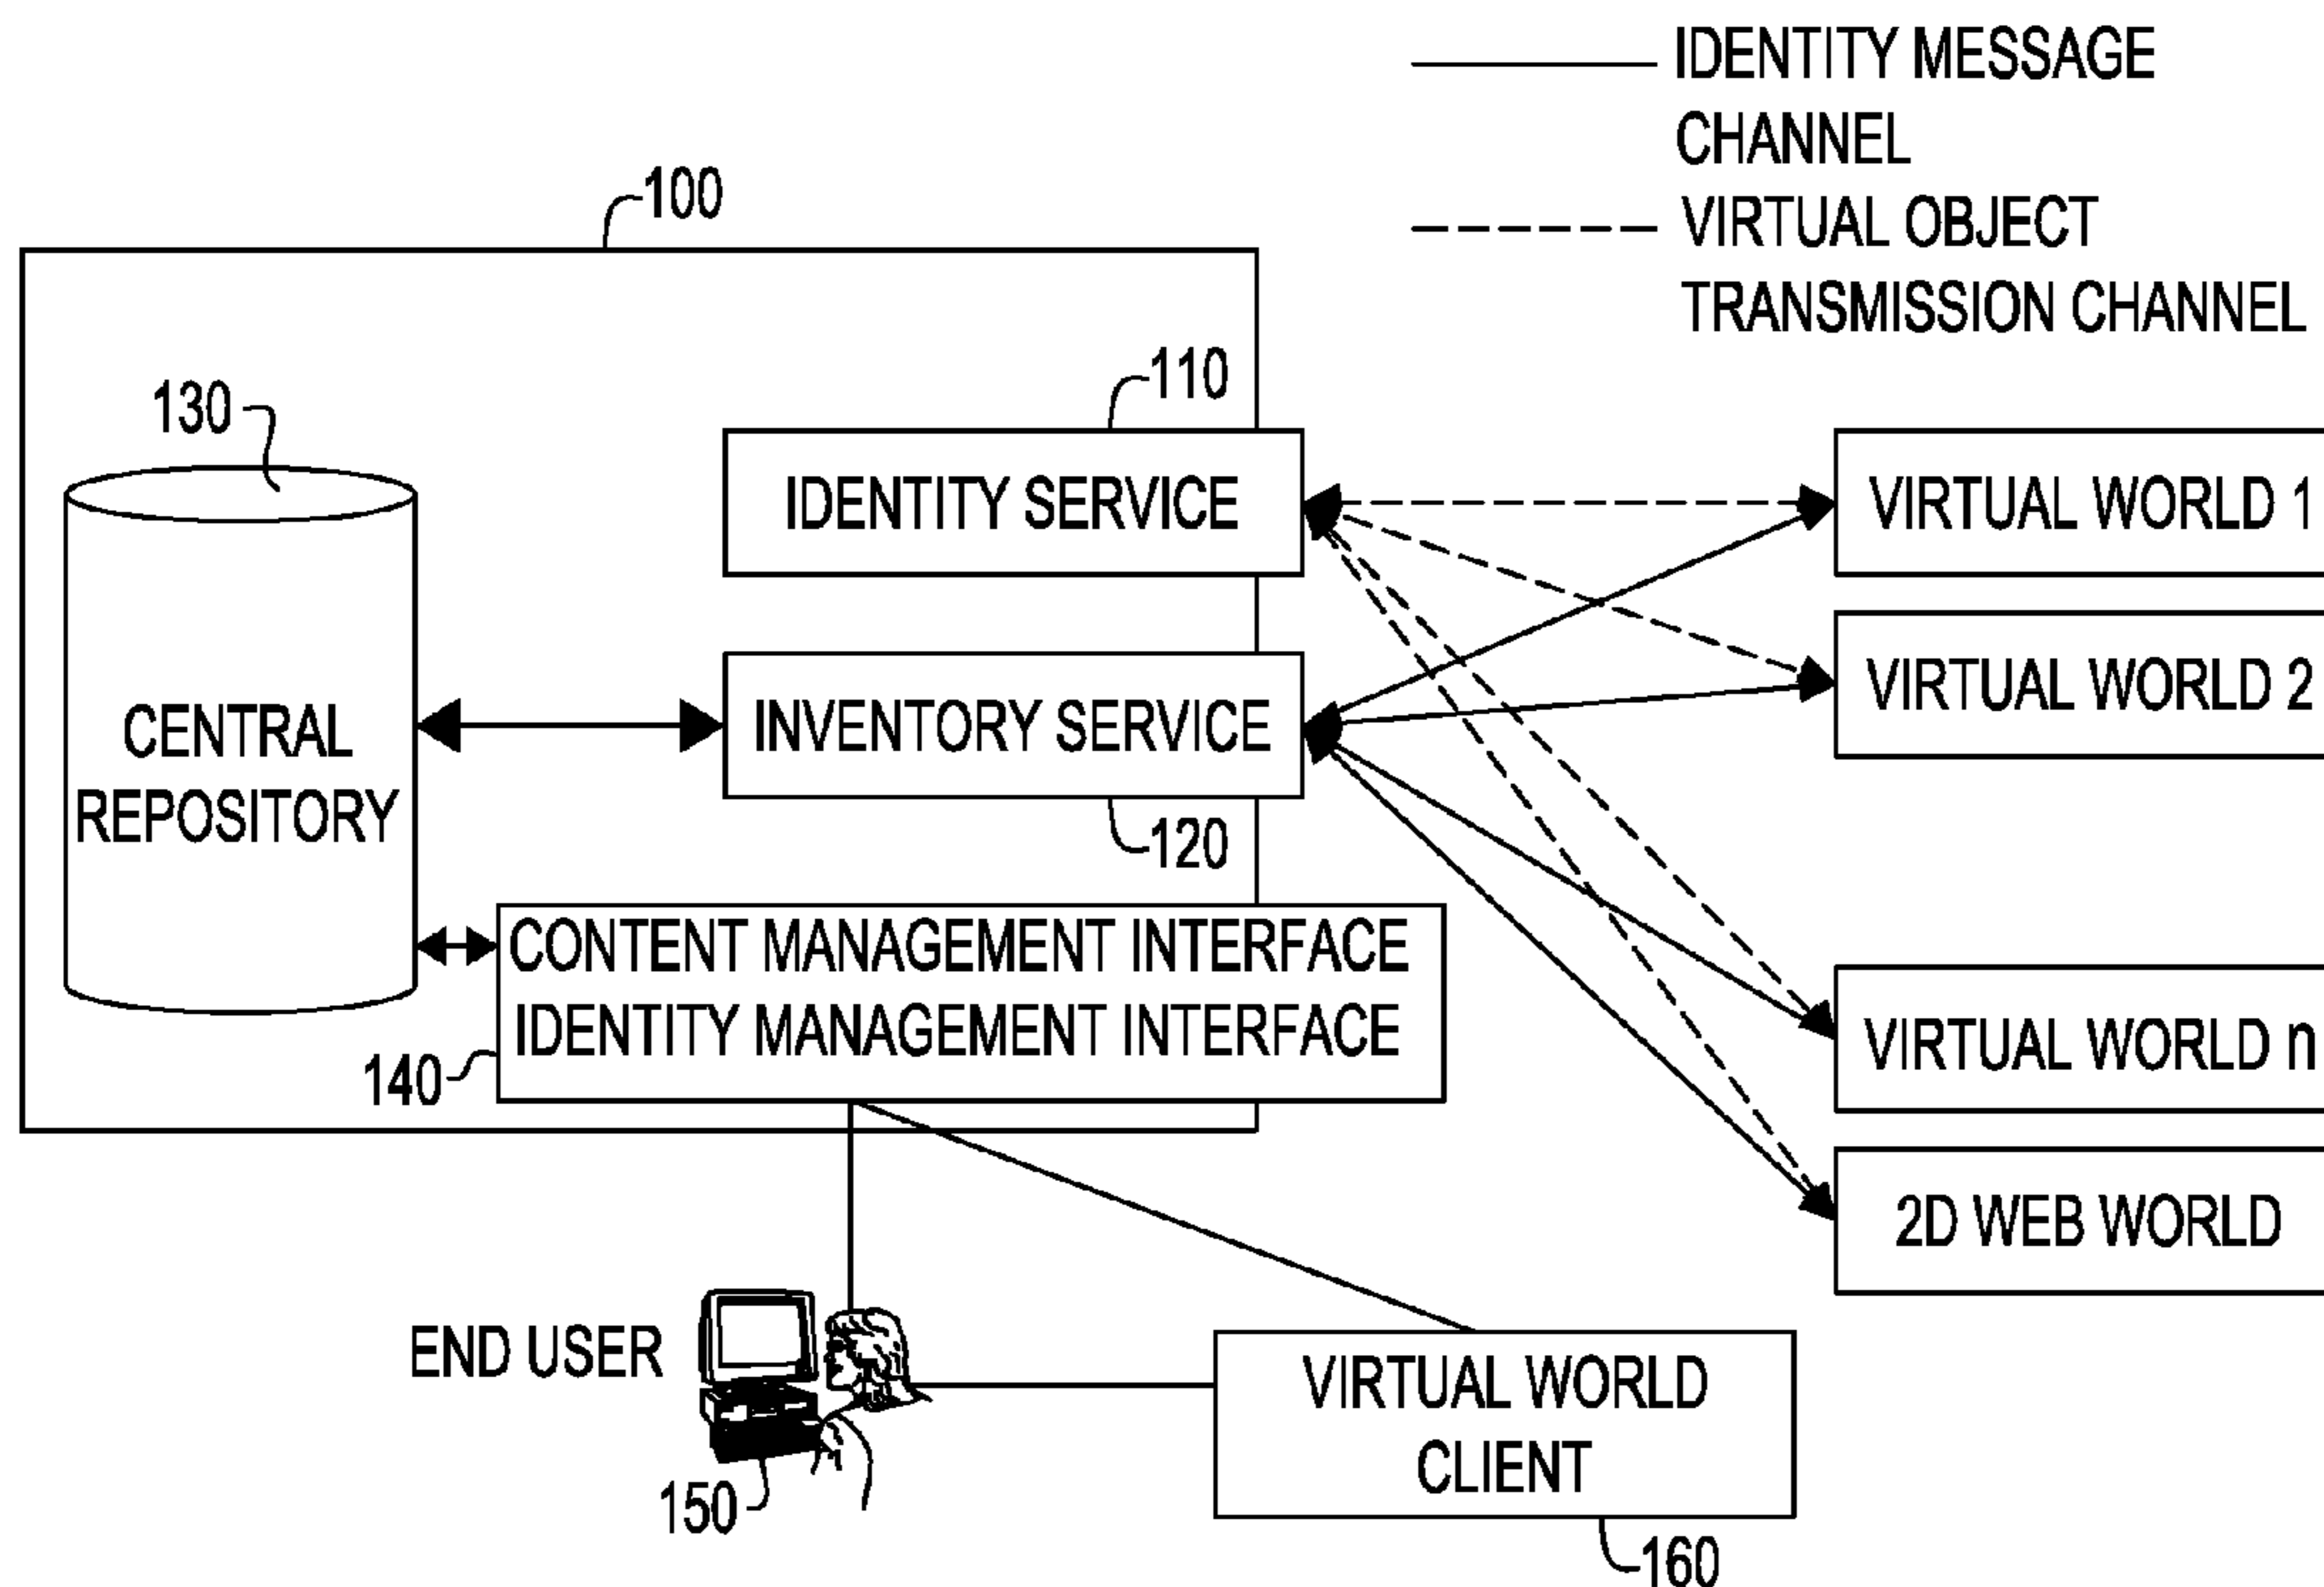 IDENTITY MESSAGE
CHANNEL
VIRTUAL OBJECT
TRANSMISSION CHANNEL
100
110
130
IDENTITY SERVICE
VIRTUAL WORLD 1
CENTRAL
REPOSITORY
INVENTORY SERVICE
VIRTUAL WORLD 2
120
CONTENT MANAGEMENT INTERFACE
IDENTITY MANAGEMENT INTERFACE
140
VIRTUAL WORLD n
2D WEB WORLD
END USER
150
VIRTUAL WORLD
CLIENT
160